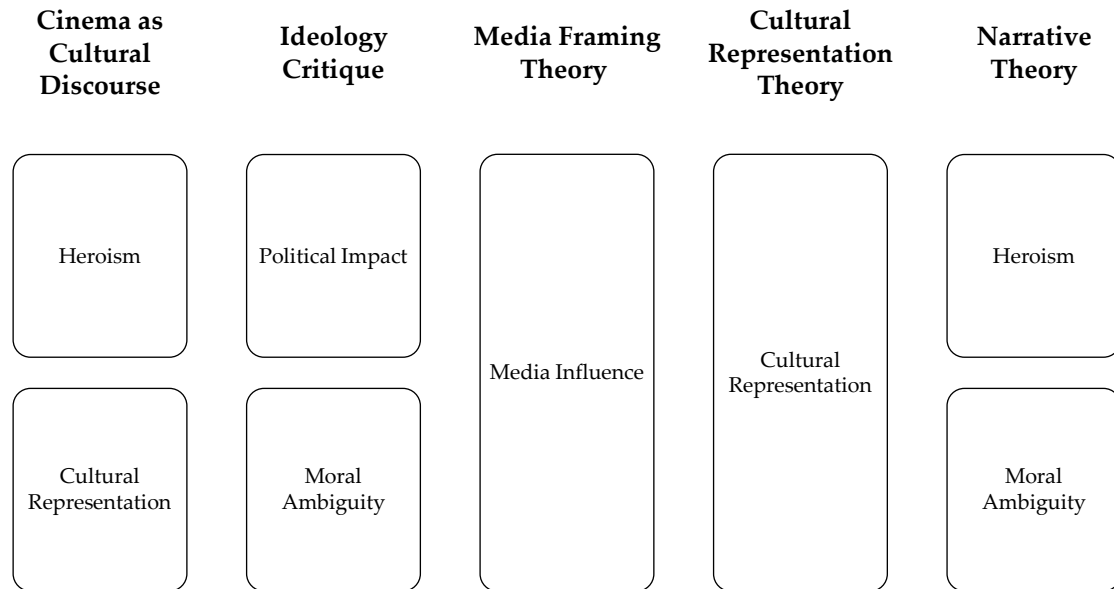 Cinema as
Cultural
Discourse
Ideology
Critique
Media Framing
Theory
Cultural
Representation
Theory
Narrative
Theory
Heroism
Political Impact
Media Influence
Cultural
Representation
Heroism
Cultural
Representation
Moral
Ambiguity
Moral
Ambiguity